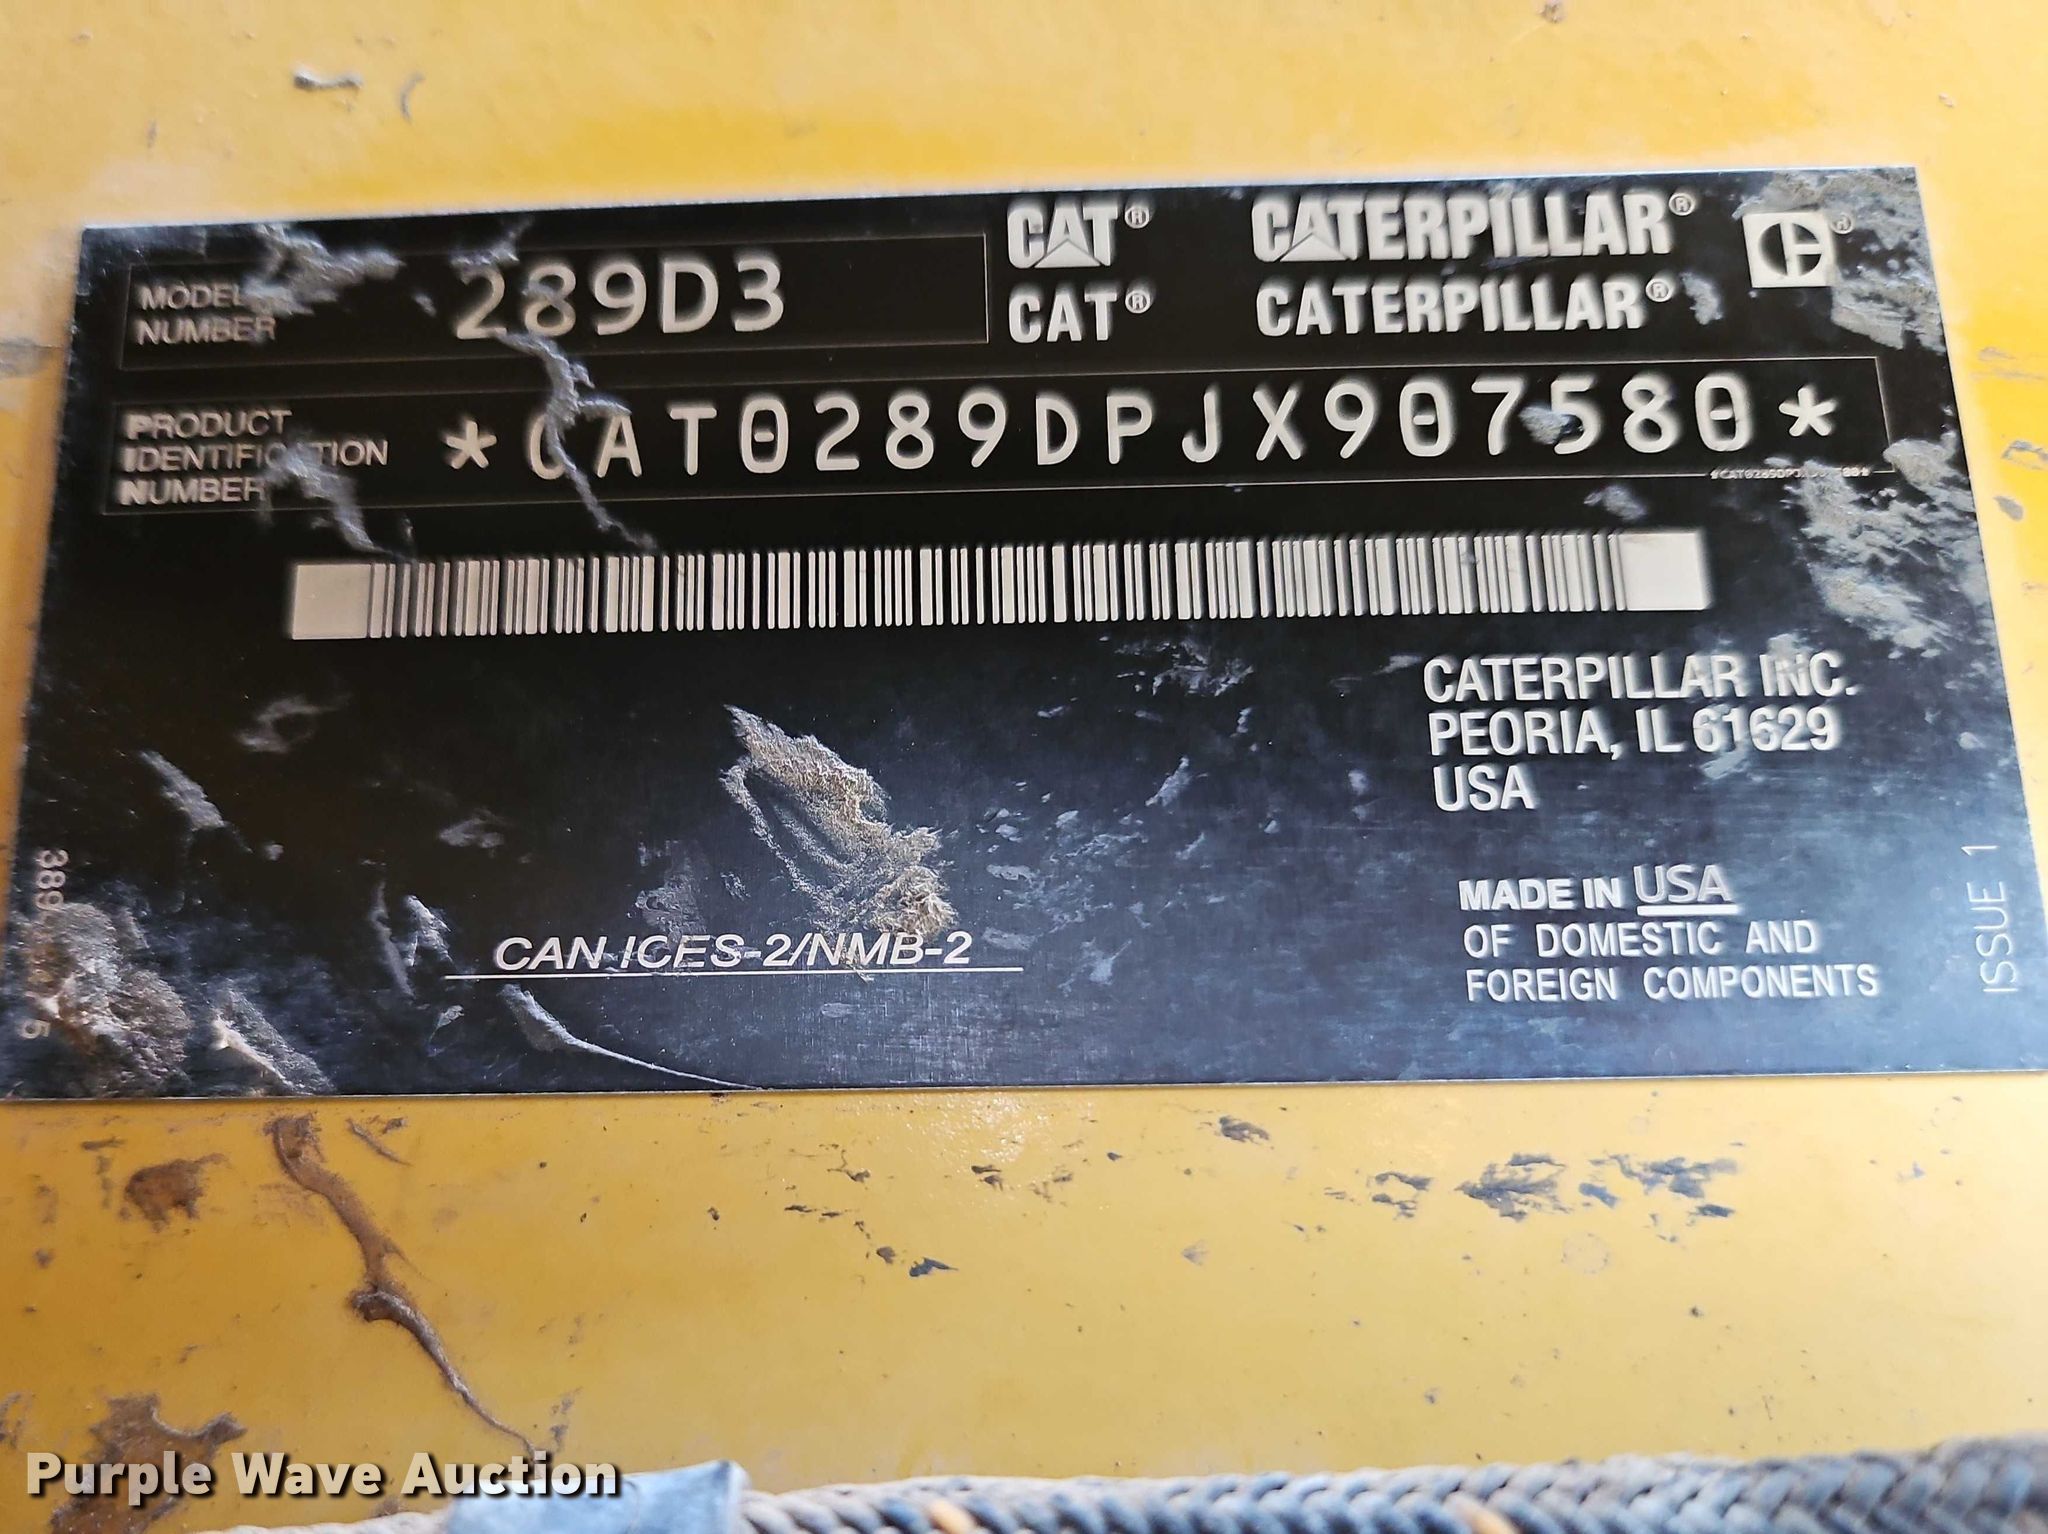 MODEL
NUMBER
289D3
CAT® CATERPILLAR®
CAT® CATERPILLAR®
PRODUCT
IDENTIFICATION
NUMBER
*CAT0289DPJX907580*
CATERPILLAR INC.
PEORIA, IL 61629
USA
MADE IN USA
OF DOMESTIC AND
FOREIGN COMPONENTS
CAN ICES-2/NMB-2
ISSUE 1
Purple Wave Auction